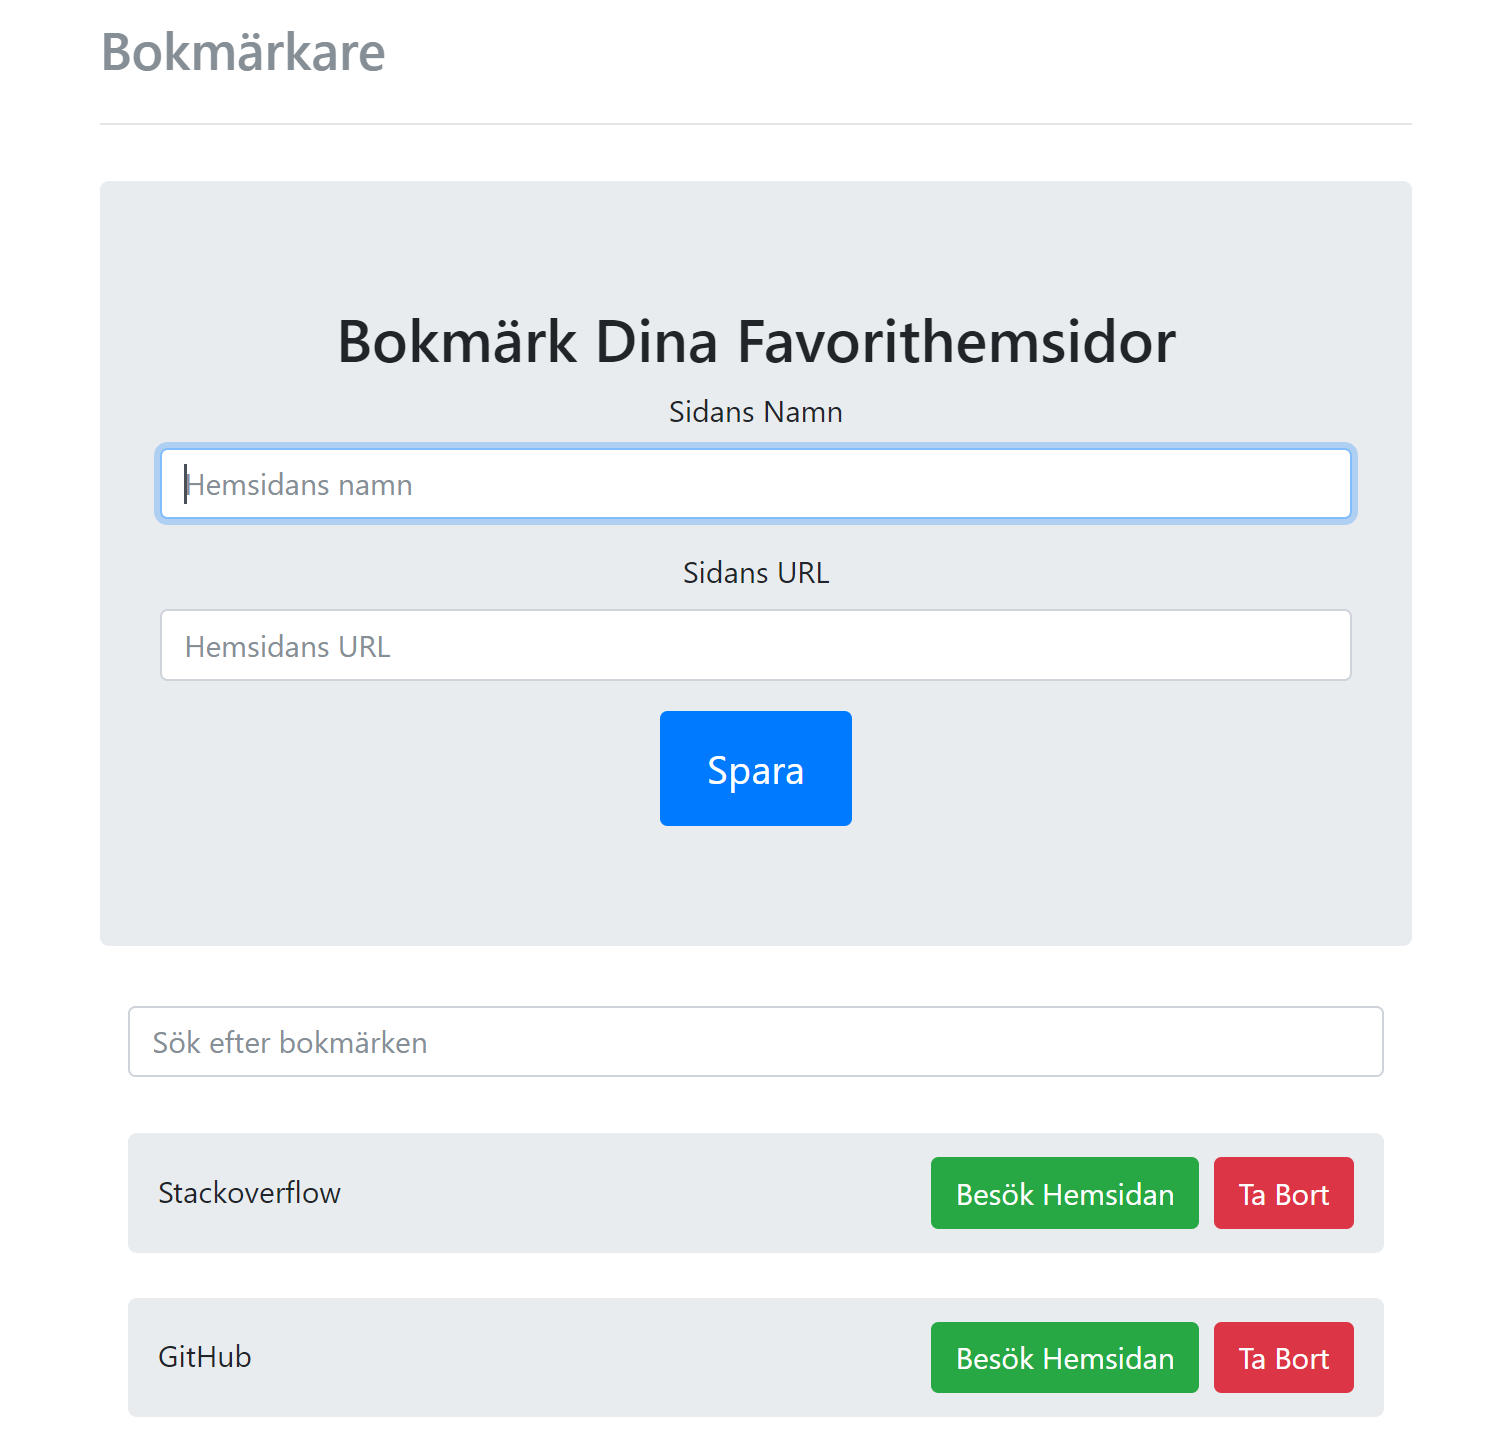 Bokmärkare
Bokmärk Dina Favorithemsidor
Sidans Namn
Hemsidans namn
Sidans URL
Hemsidans URL
Spara
Sök efter bokmärken
Stackoverflow Besök Hemsidan Ta Bort
GitHub Besök Hemsidan Ta Bort